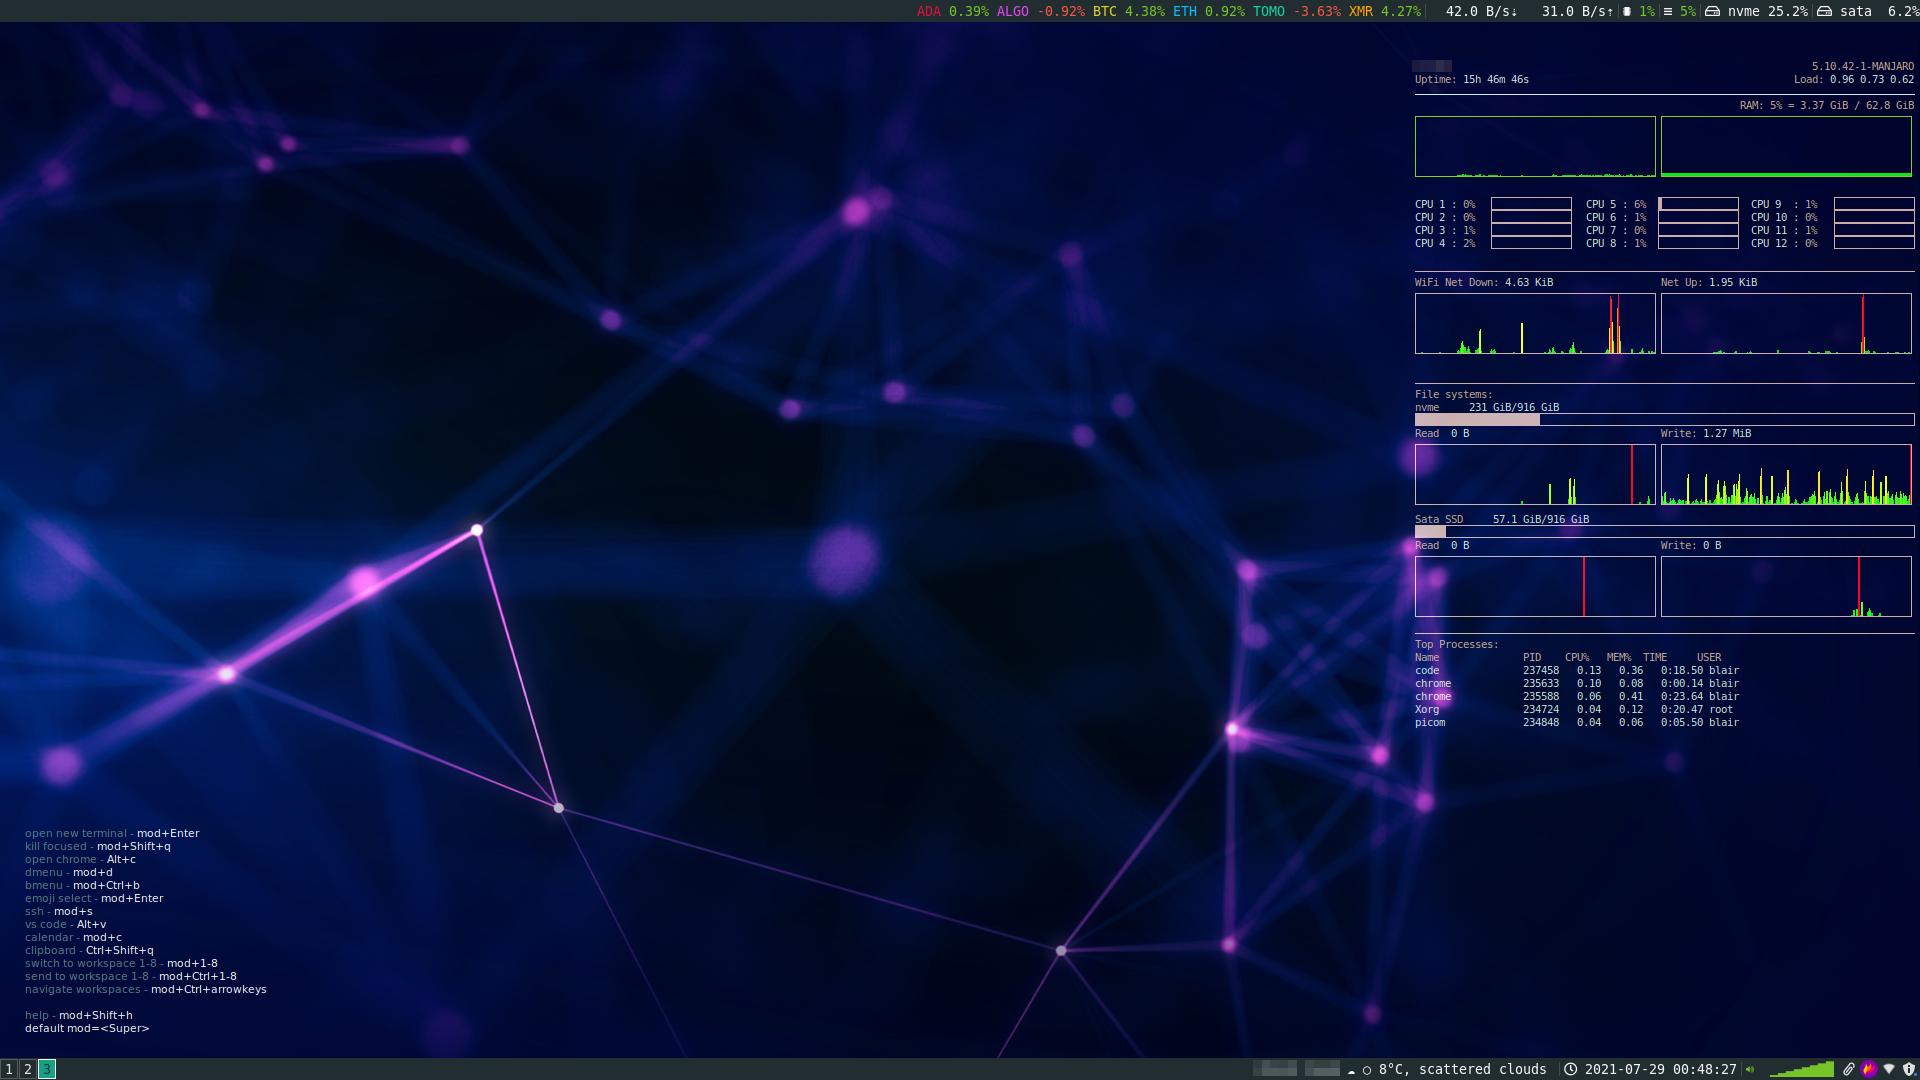 ADA 0.39% ALGO -0.92% BTC 4.38% ETH 0.92% TOMO -3.63% XMR 4.27% 42.0 B/s↓ 31.0 B/s↑ 1% 5% nvme 25.2% sata 6.2%
5.10.42-1-MANJARO
Uptime: 15h 46m 46s Load: 0.96 0.73 0.62
RAM: 5% = 3.37 GiB / 62.8 GiB
CPU 1 : 0% CPU 5 : 6% CPU 9 : 1%
CPU 2 : 0% CPU 6 : 1% CPU 10 : 0%
CPU 3 : 1% CPU 7 : 0% CPU 11 : 1%
CPU 4 : 2% CPU 8 : 1% CPU 12 : 0%
WiFi Net Down: 4.63 KiB Net Up: 1.95 KiB
File systems:
nvme 231 GiB/916 GiB
Read 0 B Write: 1.27 MiB
Sata SSD 57.1 GiB/916 GiB
Read 0 B Write: 0 B
Top Processes:
Name PID CPU% MEM% TIME USER
code 237458 0.13 0.36 0:18.50 blair
chrome 235633 0.10 0.08 0:00.14 blair
chrome 235588 0.06 0.41 0:23.64 blair
Xorg 234724 0.04 0.12 0:20.47 root
picom 234848 0.04 0.06 0:05.50 blair
open new terminal - mod+Enter
kill focused - mod+Shift+q
open chrome - Alt+c
dmenu - mod+d
bmenu - mod+Ctrl+b
emoji select - mod+Enter
ssh - mod+s
vs code - Alt+v
calendar - mod+c
clipboard - Ctrl+Shift+q
switch to workspace 1-8 - mod+1-8
send to workspace 1-8 - mod+Ctrl+1-8
navigate workspaces - mod+Ctrl+arrowkeys
help - mod+Shift+h
default mod=<Super>
1 2 3 8°C, scattered clouds 2021-07-29 00:48:27